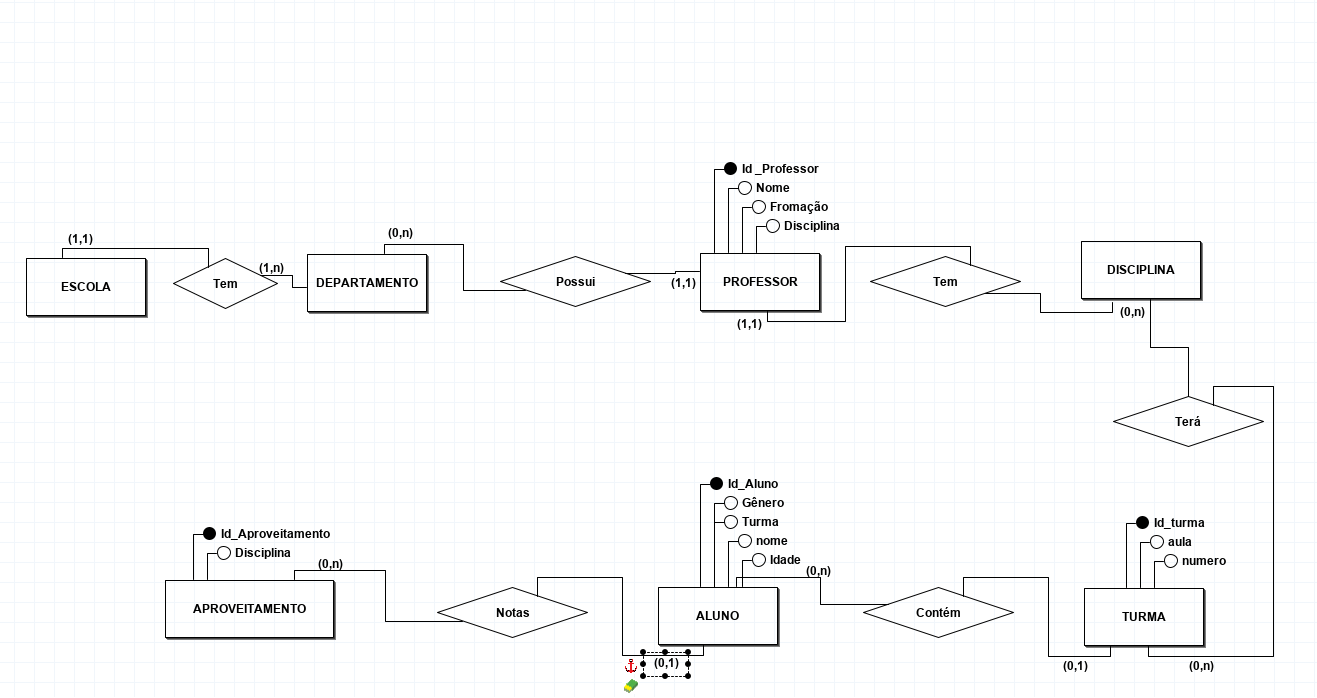 Id _Professor
Nome
Fromação
Disciplina
(1,1)
(0,n)
(1,n)
ESCOLA
Tem
DEPARTAMENTO
Possui
(1,1)
PROFESSOR
Tem
DISCIPLINA
(1,1)
(0,n)
Terá
Id_Aluno
Gênero
Turma
nome
Idade
Id_Aproveitamento
Disciplina
(0,n)
(0,n)
Id_turma
aula
numero
APROVEITAMENTO
Notas
ALUNO
Contém
TURMA
(0,1)
(0,1)
(0,n)